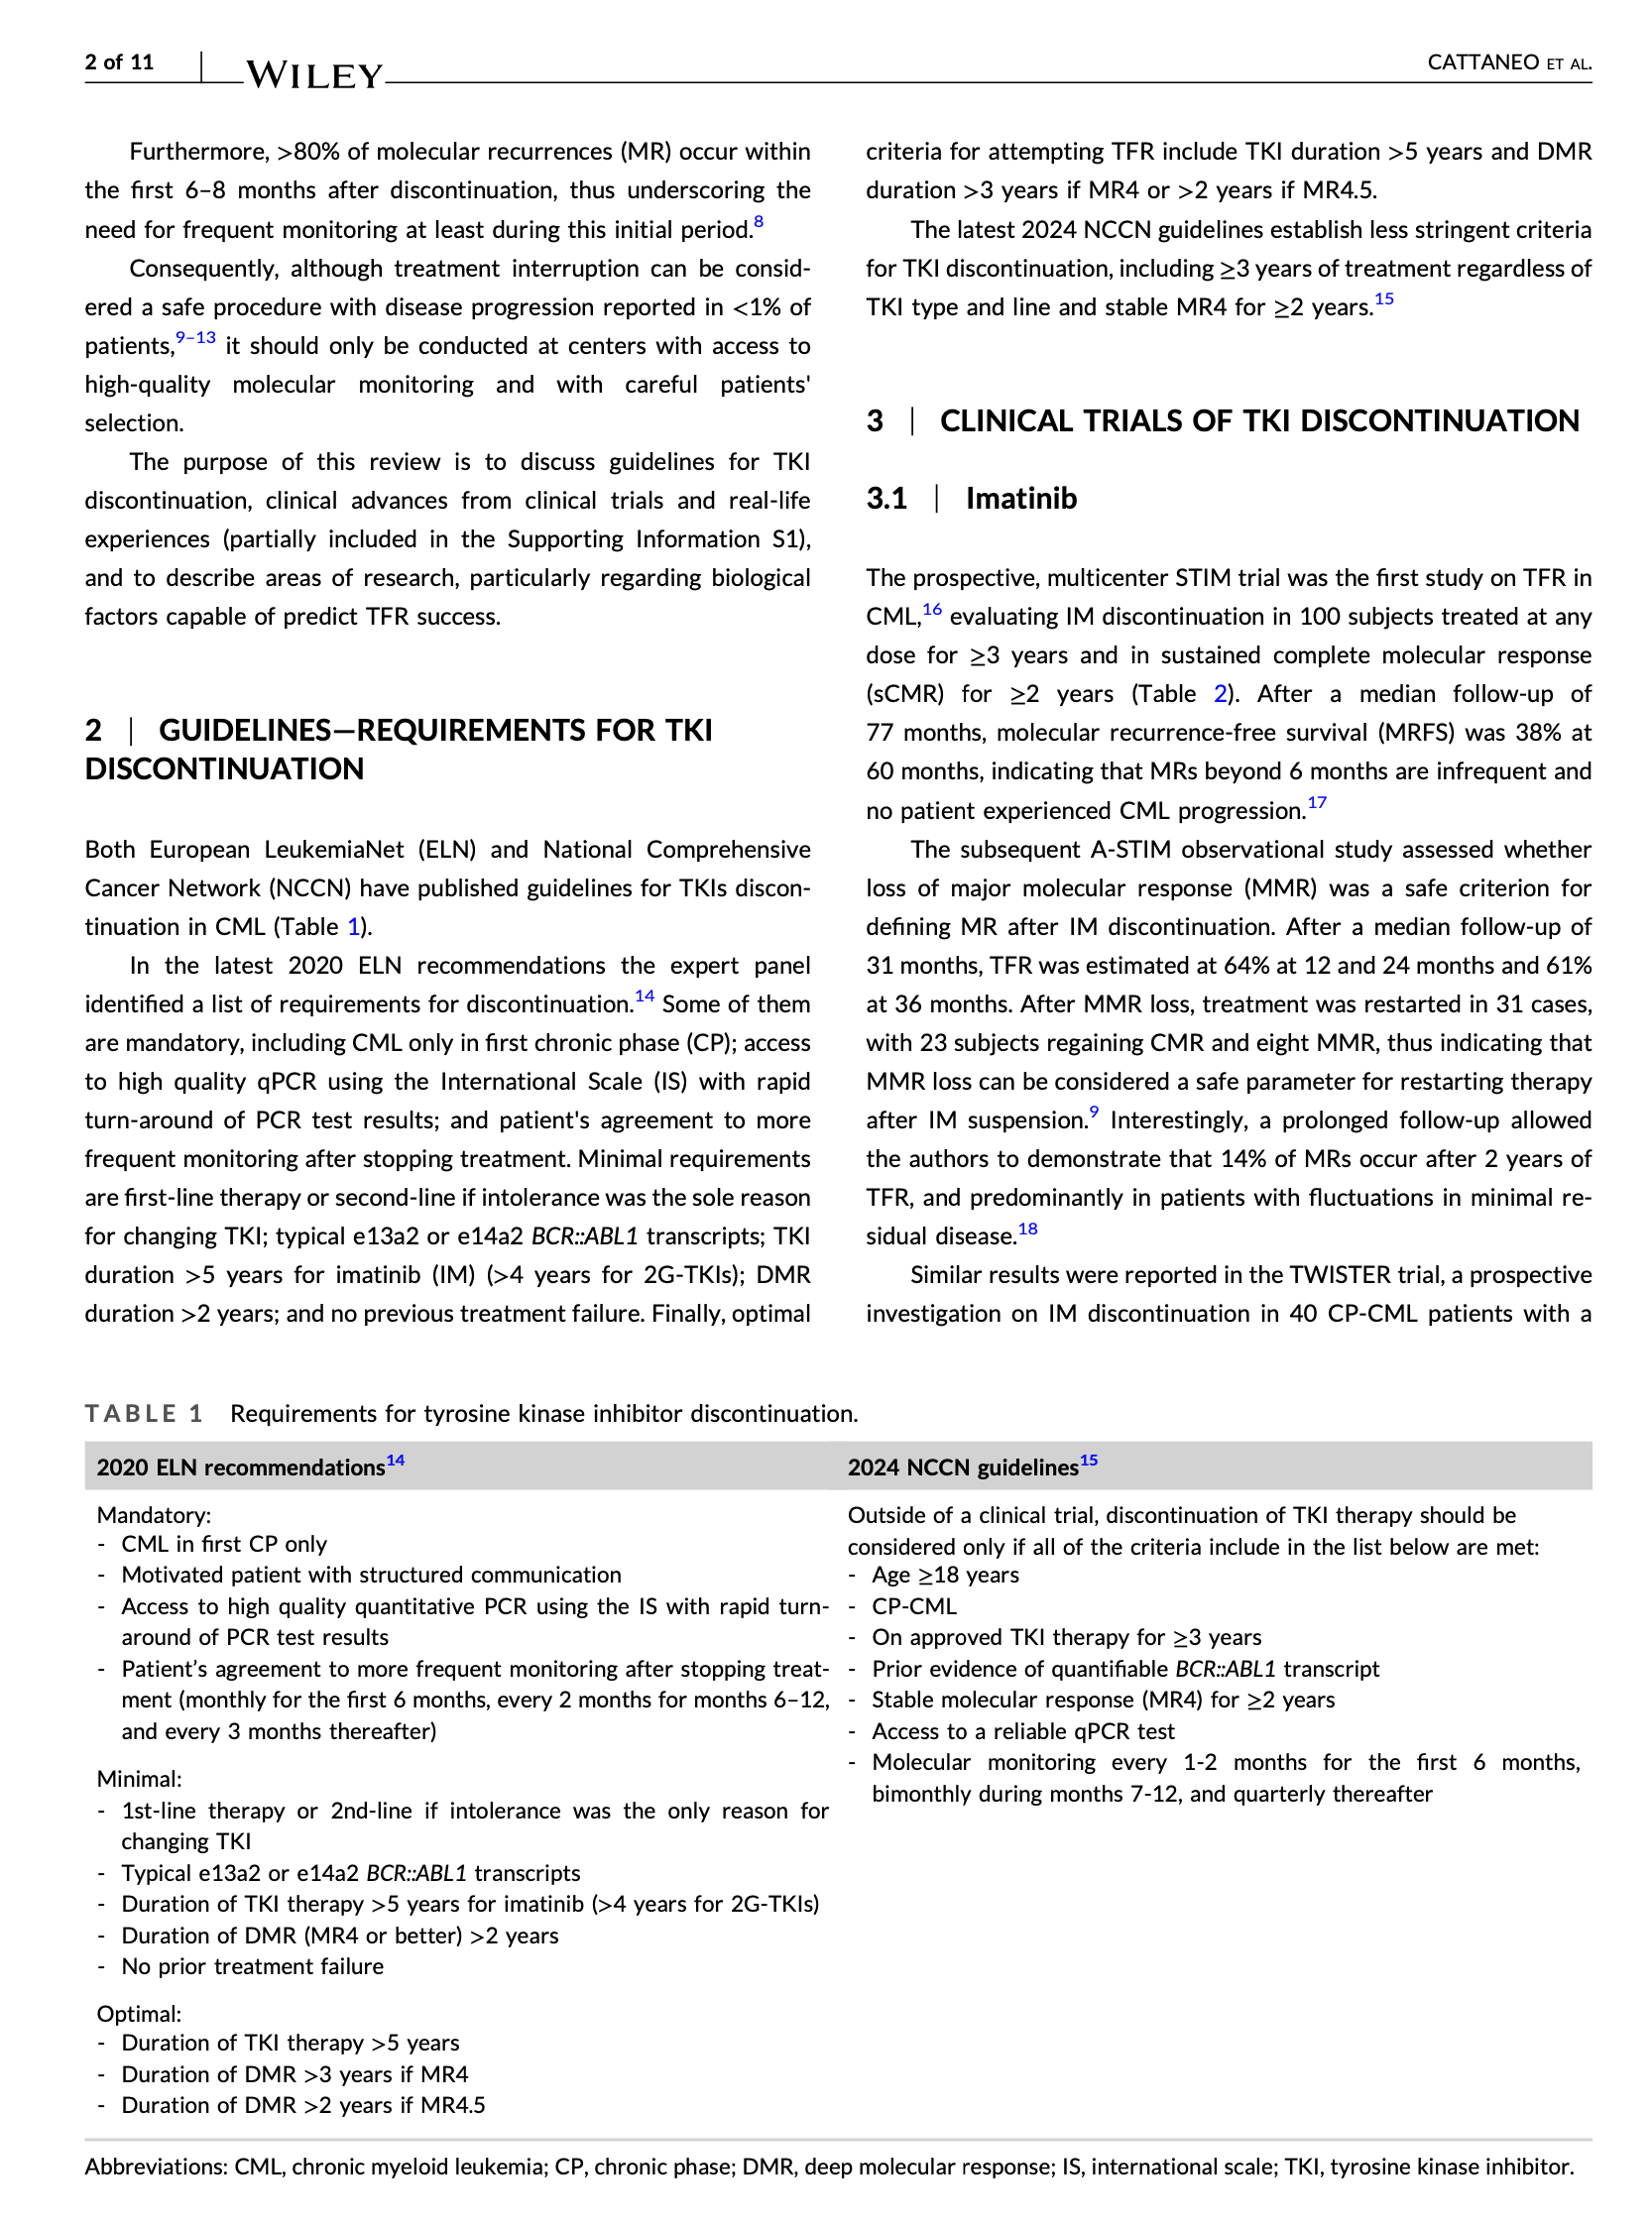 2 of 11
WILEY
CATTANEO ET AL.
Furthermore, >80% of molecular recurrences (MR) occur within
the first 6–8 months after discontinuation, thus underscoring the
need for frequent monitoring at least during this initial period.8
Consequently, although treatment interruption can be consid-
ered a safe procedure with disease progression reported in <1% of
patients,9–13 it should only be conducted at centers with access to
high-quality molecular monitoring and with careful patients'
selection.
The purpose of this review is to discuss guidelines for TKI
discontinuation, clinical advances from clinical trials and real-life
experiences (partially included in the Supporting Information S1),
and to describe areas of research, particularly regarding biological
factors capable of predict TFR success.
2 | GUIDELINES—REQUIREMENTS FOR TKI
DISCONTINUATION
Both European LeukemiaNet (ELN) and National Comprehensive
Cancer Network (NCCN) have published guidelines for TKIs discon-
tinuation in CML (Table 1).
In the latest 2020 ELN recommendations the expert panel
identified a list of requirements for discontinuation.14 Some of them
are mandatory, including CML only in first chronic phase (CP); access
to high quality qPCR using the International Scale (IS) with rapid
turn-around of PCR test results; and patient's agreement to more
frequent monitoring after stopping treatment. Minimal requirements
are first-line therapy or second-line if intolerance was the sole reason
for changing TKI; typical e13a2 or e14a2 BCR::ABL1 transcripts; TKI
duration >5 years for imatinib (IM) (>4 years for 2G-TKIs); DMR
duration >2 years; and no previous treatment failure. Finally, optimal
criteria for attempting TFR include TKI duration >5 years and DMR
duration >3 years if MR4 or >2 years if MR4.5.
The latest 2024 NCCN guidelines establish less stringent criteria
for TKI discontinuation, including ≥3 years of treatment regardless of
TKI type and line and stable MR4 for ≥2 years.15
3 | CLINICAL TRIALS OF TKI DISCONTINUATION
3.1 | Imatinib
The prospective, multicenter STIM trial was the first study on TFR in
CML,16 evaluating IM discontinuation in 100 subjects treated at any
dose for ≥3 years and in sustained complete molecular response
(sCMR) for ≥2 years (Table 2). After a median follow-up of
77 months, molecular recurrence-free survival (MRFS) was 38% at
60 months, indicating that MRs beyond 6 months are infrequent and
no patient experienced CML progression.17
The subsequent A-STIM observational study assessed whether
loss of major molecular response (MMR) was a safe criterion for
defining MR after IM discontinuation. After a median follow-up of
31 months, TFR was estimated at 64% at 12 and 24 months and 61%
at 36 months. After MMR loss, treatment was restarted in 31 cases,
with 23 subjects regaining CMR and eight MMR, thus indicating that
MMR loss can be considered a safe parameter for restarting therapy
after IM suspension.9 Interestingly, a prolonged follow-up allowed
the authors to demonstrate that 14% of MRs occur after 2 years of
TFR, and predominantly in patients with fluctuations in minimal re-
sidual disease.18
Similar results were reported in the TWISTER trial, a prospective
investigation on IM discontinuation in 40 CP-CML patients with a
TABLE 1 Requirements for tyrosine kinase inhibitor discontinuation.
2020 ELN recommendations14
Mandatory:
- CML in first CP only
- Motivated patient with structured communication
- Access to high quality quantitative PCR using the IS with rapid turn-
around of PCR test results
- Patient’s agreement to more frequent monitoring after stopping treat-
ment (monthly for the first 6 months, every 2 months for months 6–12,
and every 3 months thereafter)
Minimal:
- 1st-line therapy or 2nd-line if intolerance was the only reason for
changing TKI
- Typical e13a2 or e14a2 BCR::ABL1 transcripts
- Duration of TKI therapy >5 years for imatinib (>4 years for 2G-TKIs)
- Duration of DMR (MR4 or better) >2 years
- No prior treatment failure
Optimal:
- Duration of TKI therapy >5 years
- Duration of DMR >3 years if MR4
- Duration of DMR >2 years if MR4.5
2024 NCCN guidelines15
Outside of a clinical trial, discontinuation of TKI therapy should be
considered only if all of the criteria include in the list below are met:
- Age ≥18 years
- CP-CML
- On approved TKI therapy for ≥3 years
- Prior evidence of quantifiable BCR::ABL1 transcript
- Stable molecular response (MR4) for ≥2 years
- Access to a reliable qPCR test
- Molecular monitoring every 1-2 months for the first 6 months,
bimonthly during months 7-12, and quarterly thereafter
Abbreviations: CML, chronic myeloid leukemia; CP, chronic phase; DMR, deep molecular response; IS, international scale; TKI, tyrosine kinase inhibitor.